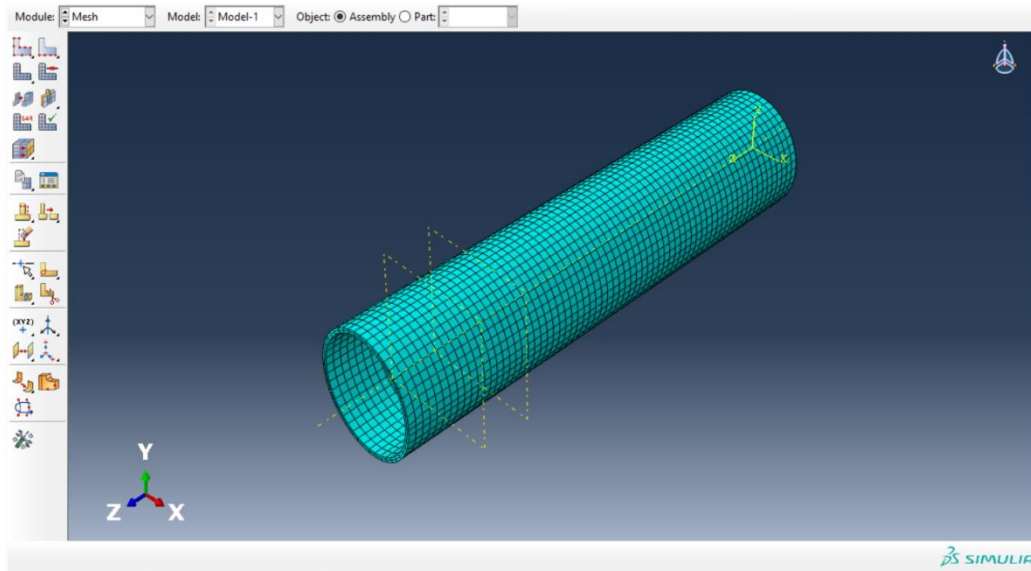 Module: Mesh Model: Model-1 Object: Assembly Part:
Y
Z X
Z X
(XYZ)
Y
Z X
SIMULIA